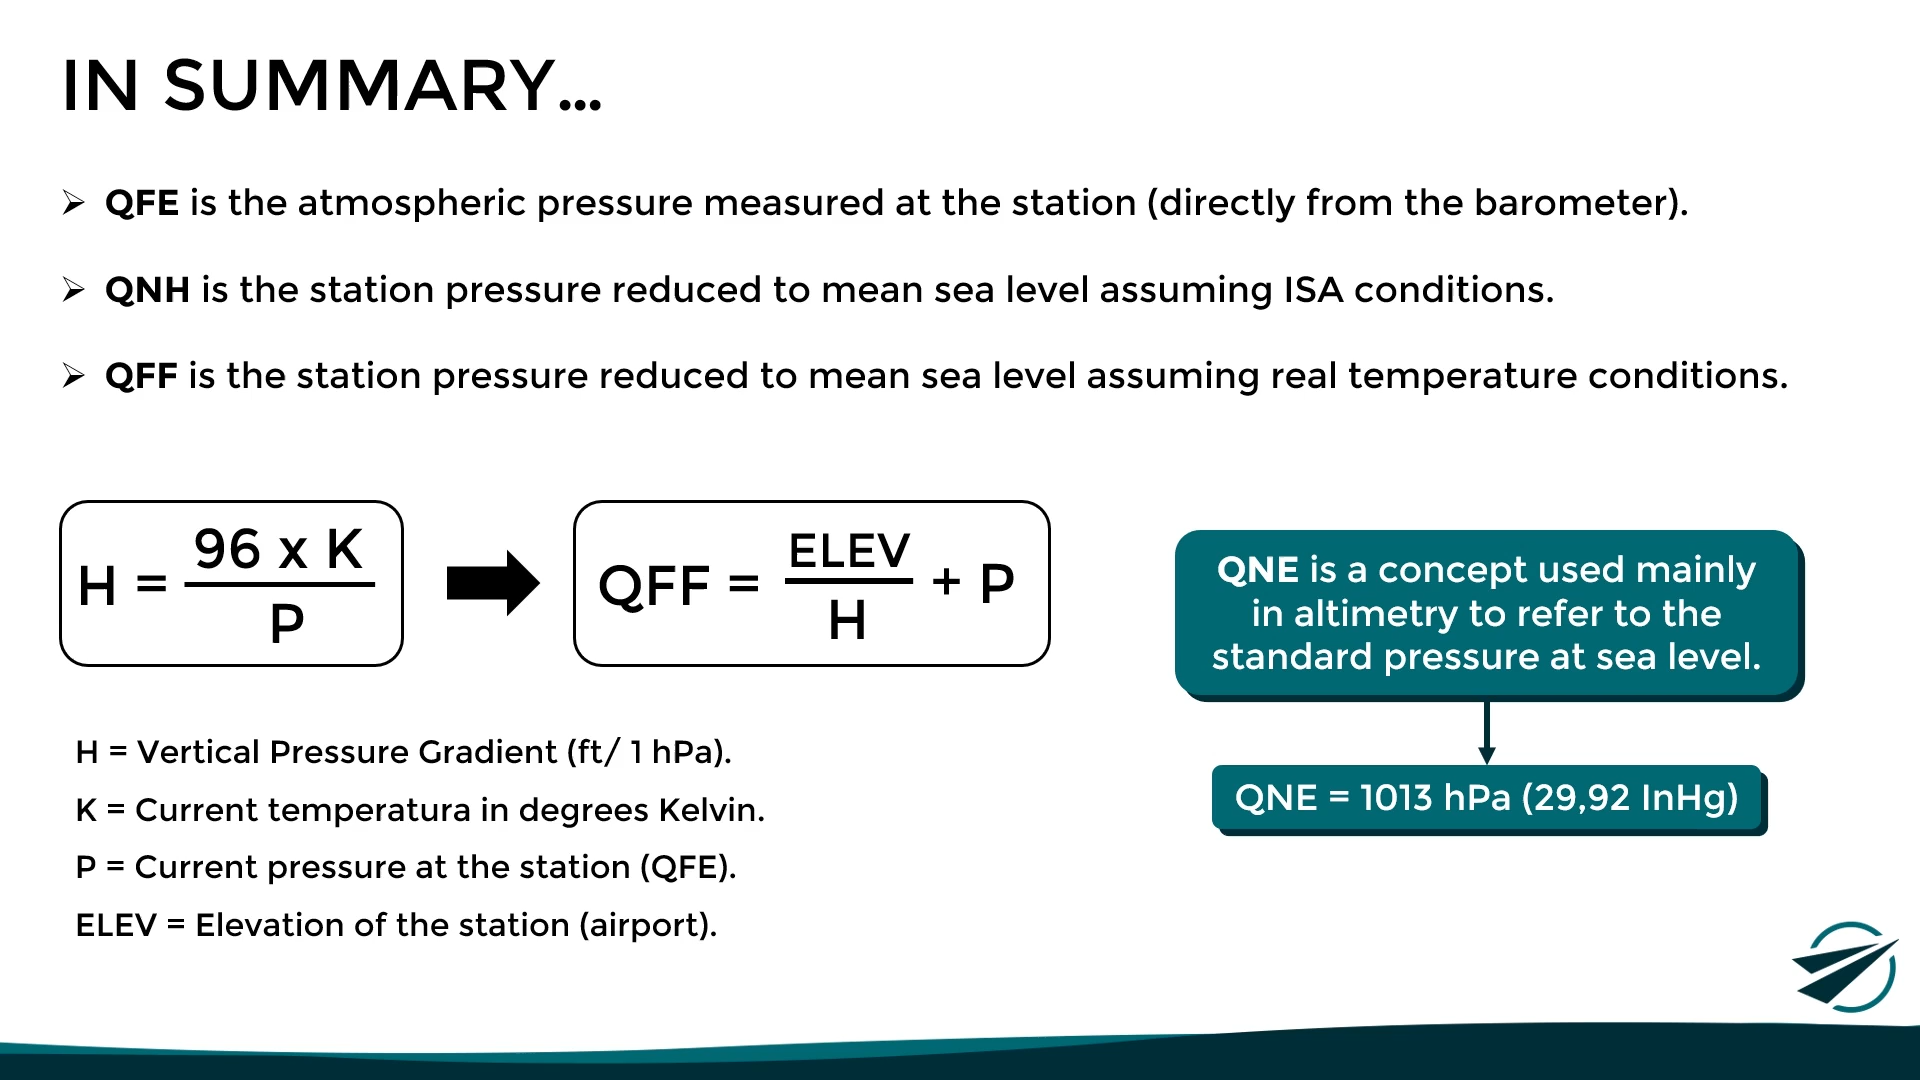 IN SUMMARY...
➢ QFE is the atmospheric pressure measured at the station (directly from the barometer).
➢ QNH is the station pressure reduced to mean sea level assuming ISA conditions.
➢ QFF is the station pressure reduced to mean sea level assuming real temperature conditions.
H = 96 x K / P
QFF = ELEV / H + P
QNE is a concept used mainly
in altimetry to refer to the
standard pressure at sea level.
QNE = 1013 hPa (29,92 InHg)
H = Vertical Pressure Gradient (ft/ 1 hPa).
K = Current temperatura in degrees Kelvin.
P = Current pressure at the station (QFE).
ELEV = Elevation of the station (airport).